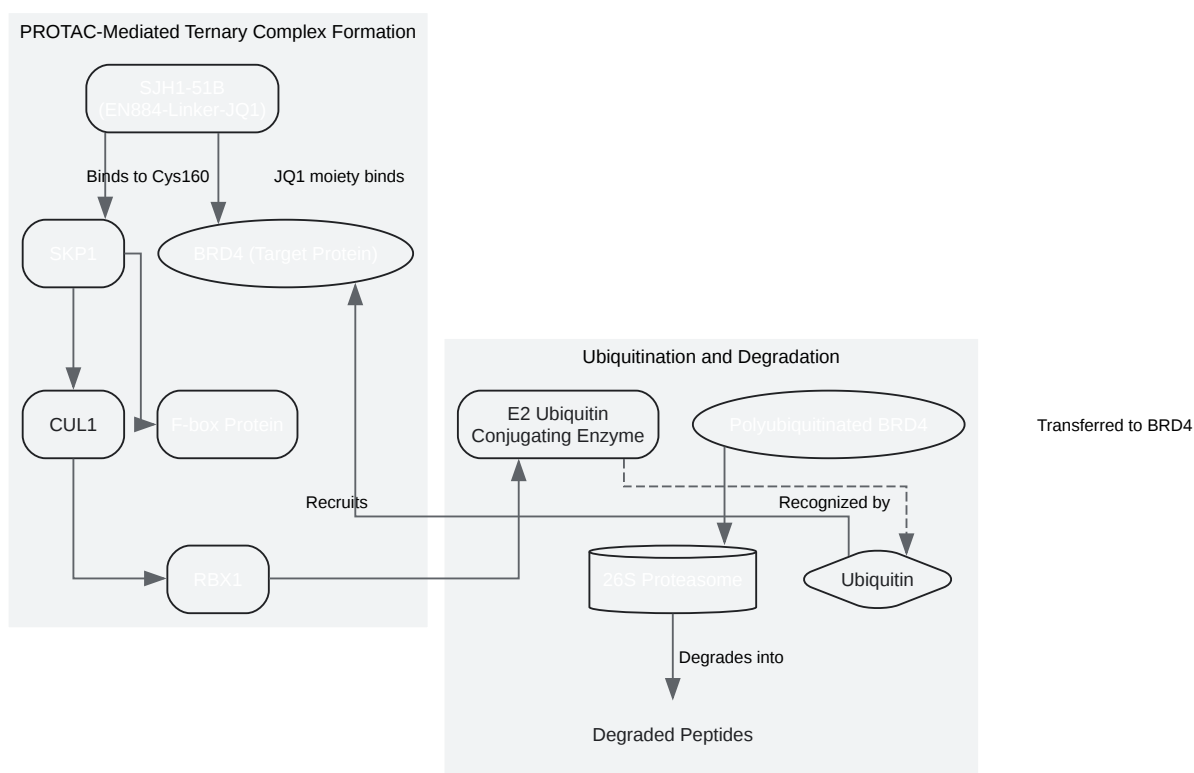 PROTAC-Mediated Ternary Complex Formation
SJH1-51B
(EN884-Linker-JQ1)
Binds to Cys160
JQ1 moiety binds
SKP1
BRD4 (Target Protein)
Ubiquitination and Degradation
CUL1
F-box Protein
E2 Ubiquitin
Conjugating Enzyme
Polyubiquitinated BRD4
Transferred to BRD4
Recruits
Recognized by
RBX1
26S Proteasome
Ubiquitin
Degrades into
Degraded Peptides